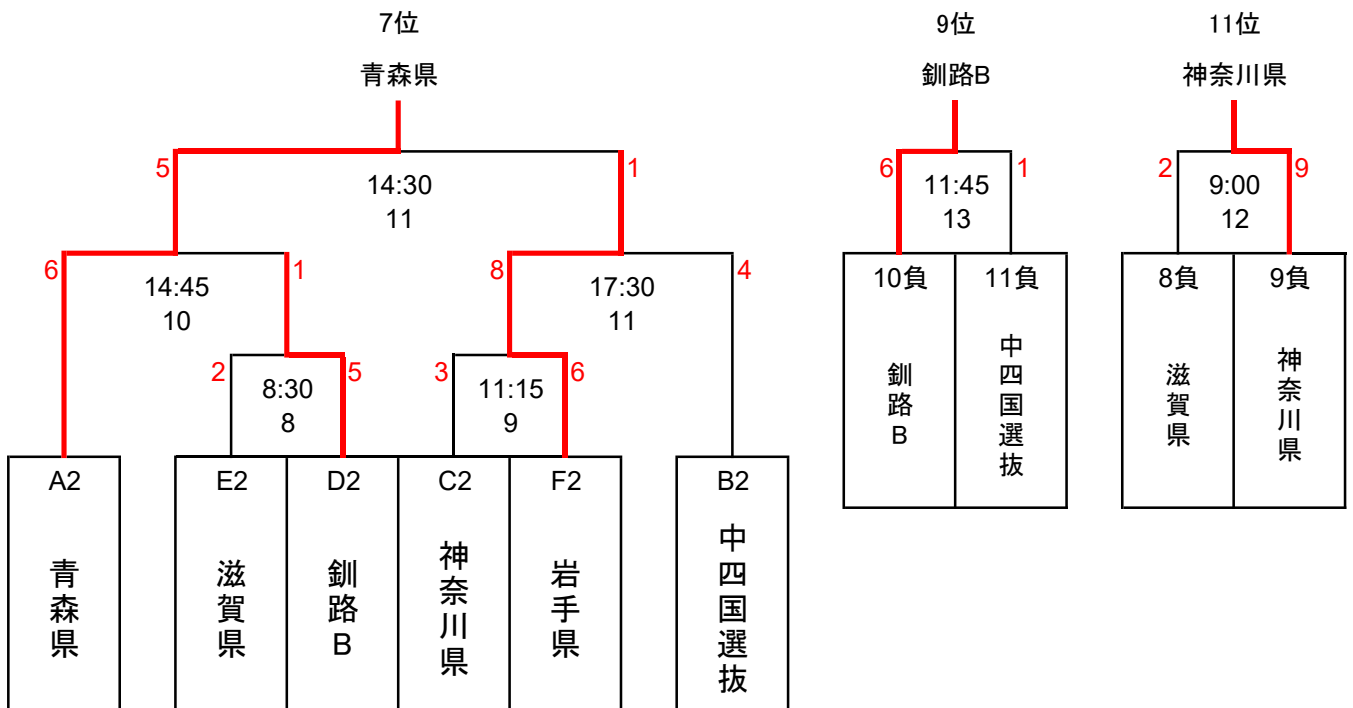 7位
9位
11位
青森県
釧路B
神奈川県
5
1
6
1
2
9
14:30
11
11:45
13
9:00
12
6
1
8
4
14:45
10
17:30
11
10負
11負
8負
9負
釧路B
中四国選抜
滋賀県
神奈川県
2
5
3
6
8:30
8
11:15
9
A2
E2
D2
C2
F2
B2
青森県
滋賀県
釧路B
神奈川県
岩手県
中四国選抜